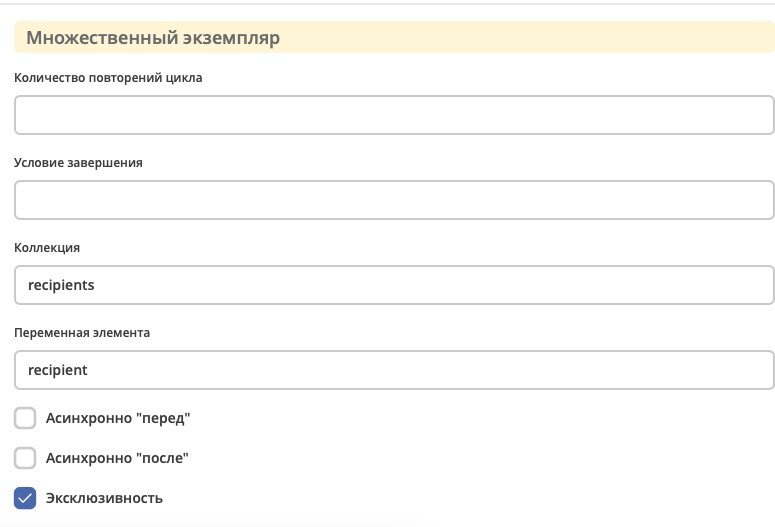 Множественный экземпляр
Количество повторений цикла
Условие завершения
Коллекция
recipients
Переменная элемента
recipient
Асинхронно "перед"
Асинхронно "после"
Эксклюзивность